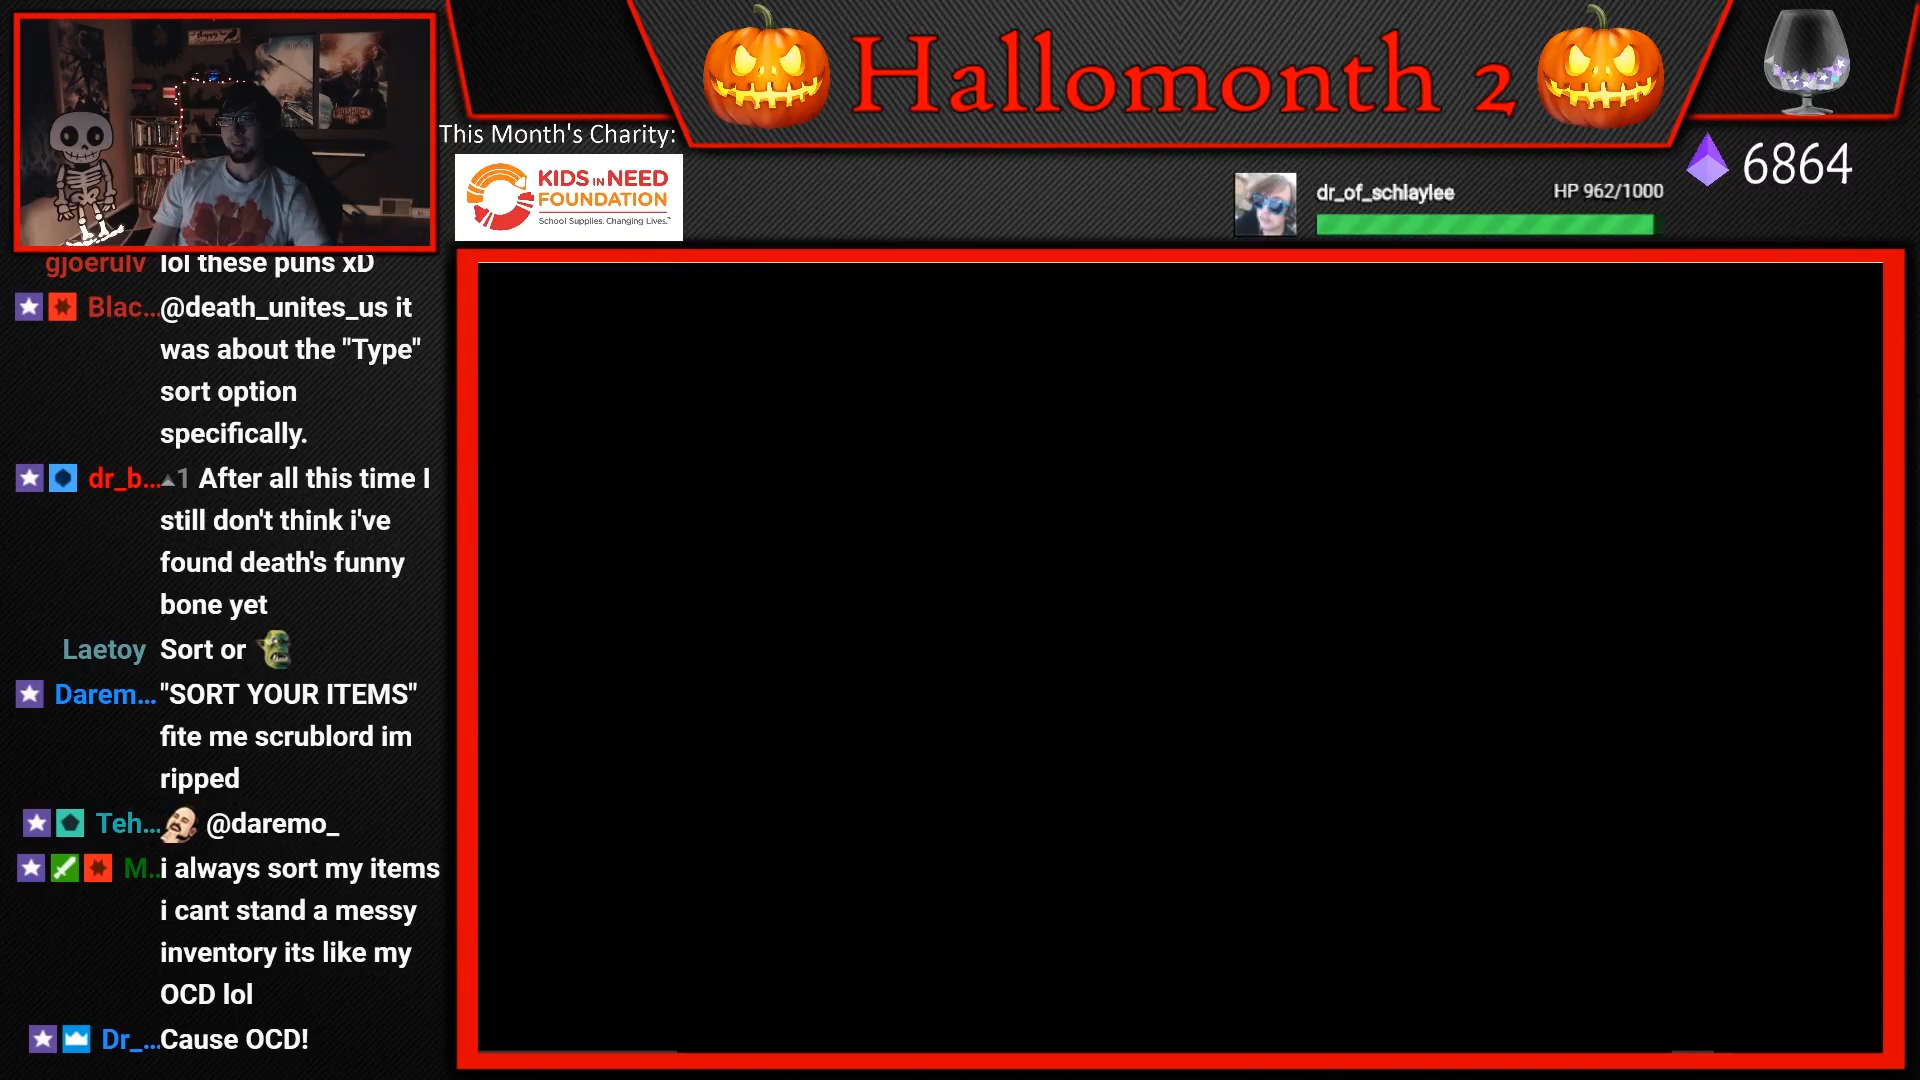 Hallomonth 2
This Month's Charity:
KIDS IN NEED
FOUNDATION
School Supplies. Changing Lives.
6864
dr_of_schlaylee HP 962/1000
gjoerulv lol these puns xD
Blac... @death_unites_us it
was about the "Type"
sort option
specifically.
dr_b... 1 After all this time I
still don't think i've
found death's funny
bone yet
Laetoy Sort or
Darem... "SORT YOUR ITEMS"
fite me scrublord im
ripped
Teh... @daremo_
M.. i always sort my items
i cant stand a messy
inventory its like my
OCD lol
Dr_... Cause OCD!